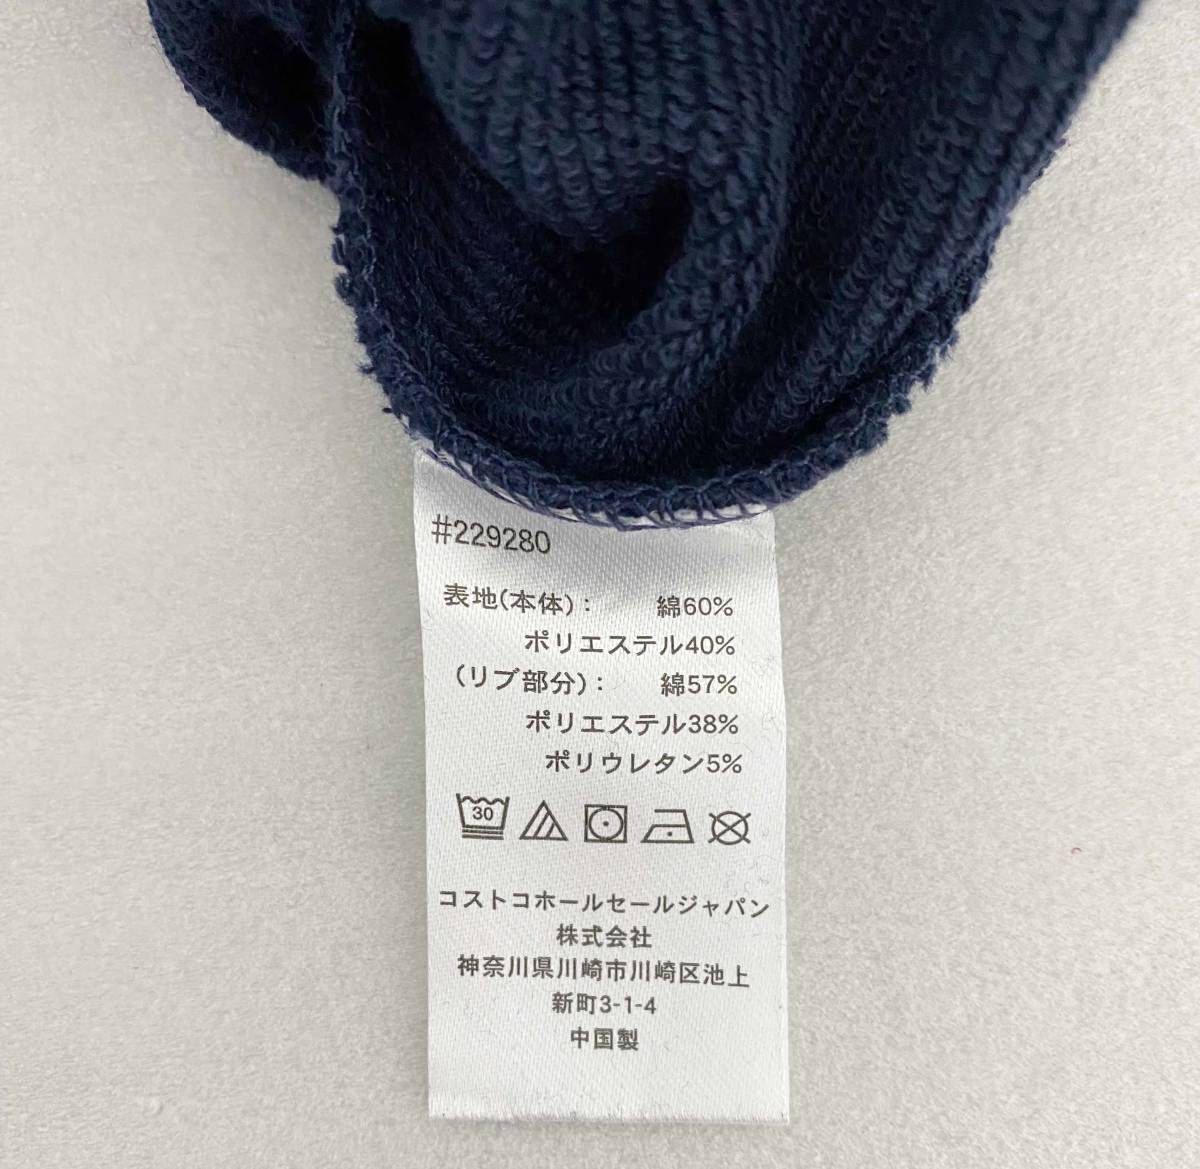 #229280
表地(本体): 綿60%
ポリエステル40%
(リブ部分): 綿57%
ポリエステル38%
ポリウレタン5%
30
コストコホールセールジャパン
株式会社
神奈川県川崎市川崎区池上
新町3-1-4
中国製